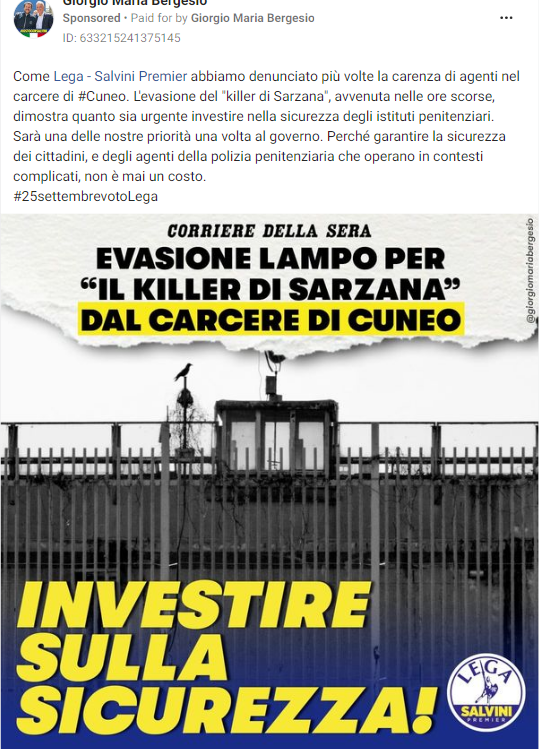 Giorgio Maria Bergesio
Sponsored • Paid for by Giorgio Maria Bergesio
ID: 633215241375145
Come Lega - Salvini Premier abbiamo denunciato più volte la carenza di agenti nel
carcere di #Cuneo. L'evasione del "killer di Sarzana", avvenuta nelle ore scorse,
dimostra quanto sia urgente investire nella sicurezza degli istituti penitenziari.
Sarà una delle nostre priorità una volta al governo. Perché garantire la sicurezza
dei cittadini, e degli agenti della polizia penitenziaria che operano in contesti
complicati, non è mai un costo.
#25settembrevotoLega
CORRIERE DELLA SERA
EVASIONE LAMPO PER
“IL KILLER DI SARZANA”
DAL CARCERE DI CUNEO
@giorgiomariabergesio
INVESTIRE
SULLA
SICUREZZA!
LEGA
SALVINI
PREMIER